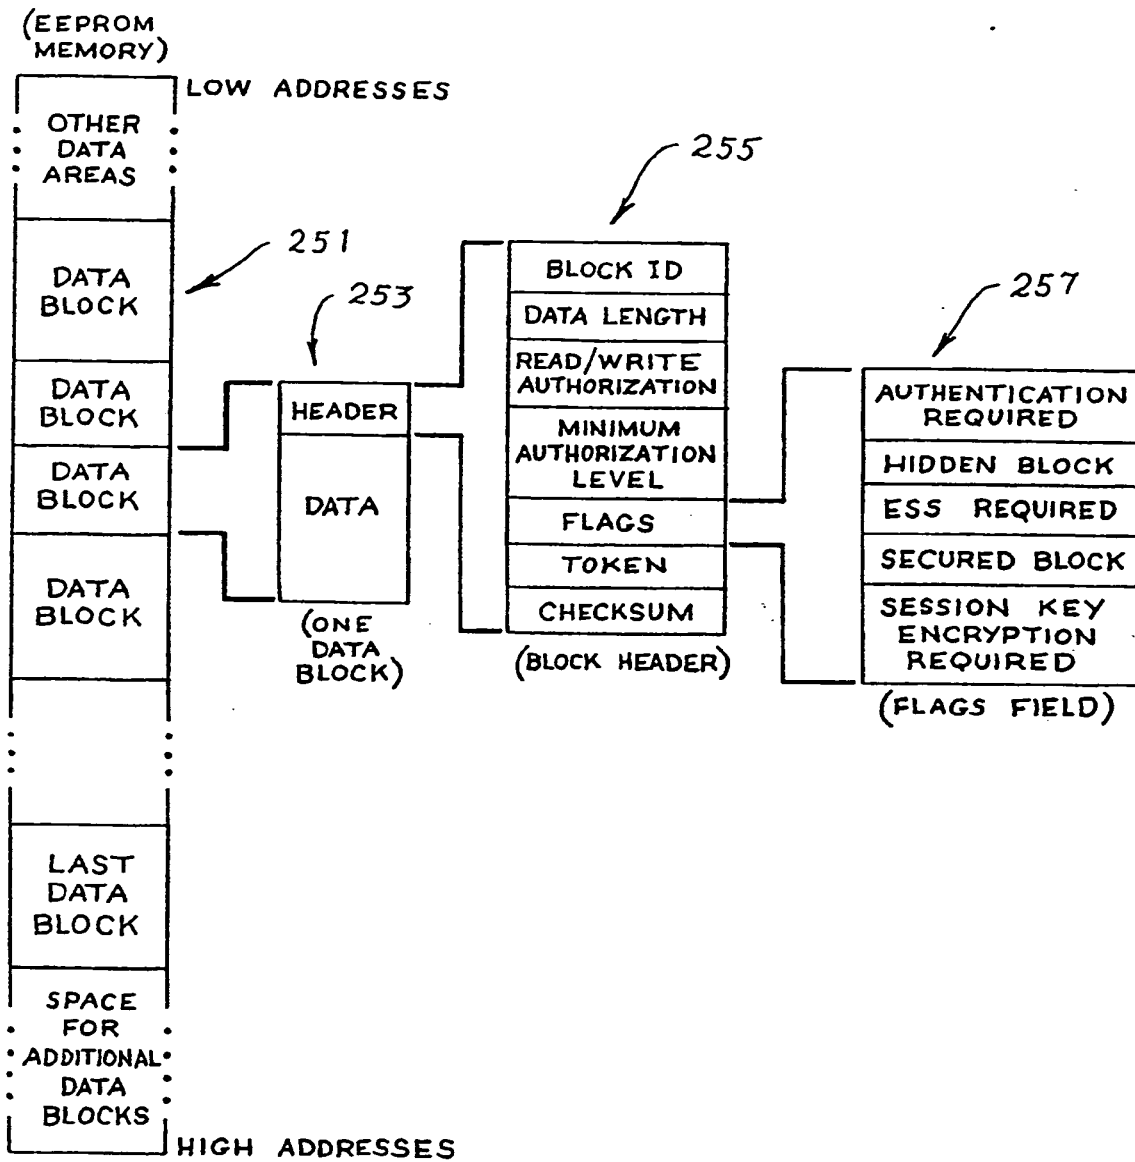 (EEPROM
MEMORY)
LOW ADDRESSES
OTHER
DATA
AREAS
251
DATA
BLOCK
DATA
BLOCK
DATA
BLOCK
DATA
BLOCK
LAST
DATA
BLOCK
SPACE
FOR
ADDITIONAL
DATA
BLOCKS
HIGH ADDRESSES
253
HEADER
DATA
(ONE
DATA
BLOCK)
255
BLOCK ID
DATA LENGTH
READ/WRITE
AUTHORIZATION
MINIMUM
AUTHORIZATION
LEVEL
FLAGS
TOKEN
CHECKSUM
(BLOCK HEADER)
257
AUTHENTICATION
REQUIRED
HIDDEN BLOCK
ESS REQUIRED
SECURED BLOCK
SESSION KEY
ENCRYPTION
REQUIRED
(FLAGS FIELD)